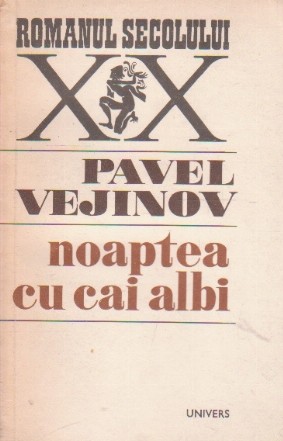 ROMANUL SECOLULUI
XX
PAVEL
VEJINOV
noaptea
cu cai albi
UNIVERS